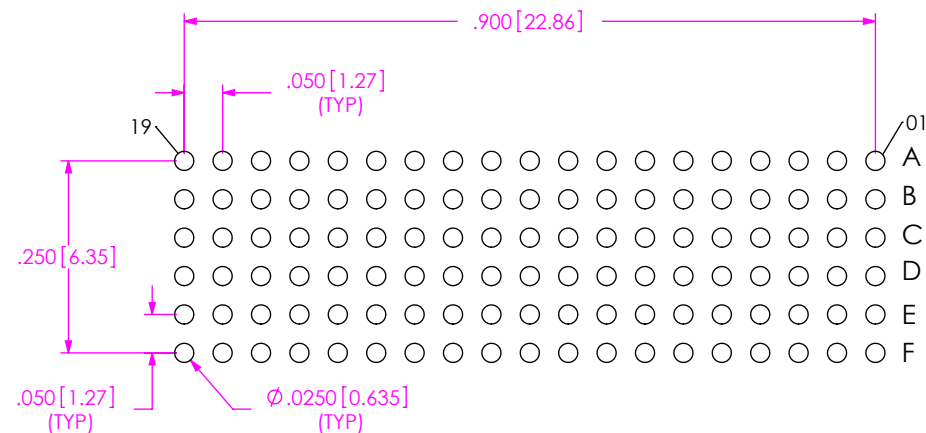 .900 [22.86]
.050 [1.27]
(TYP)
19
01
A
B
C
.250 [6.35]
D
E
F
.050 [1.27]
(TYP)
Ø .0250 [0.635]
(TYP)